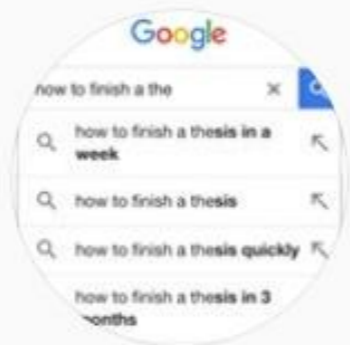 Google
how to finish a the
how to finish a thesis in a
week
how to finish a thesis
how to finish a thesis quickly
how to finish a thesis in 3
months